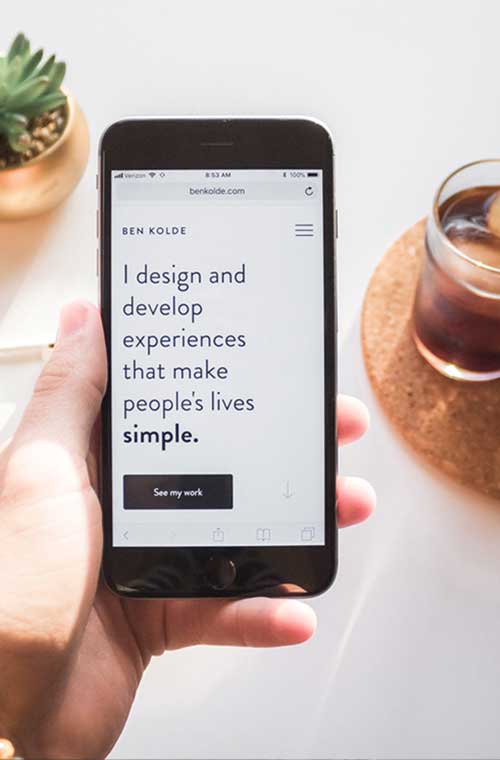 Verizon 8:53 AM 100%
benkolde.com
BEN KOLDE
I design and
develop
experiences
that make
people's lives
simple.
See my work